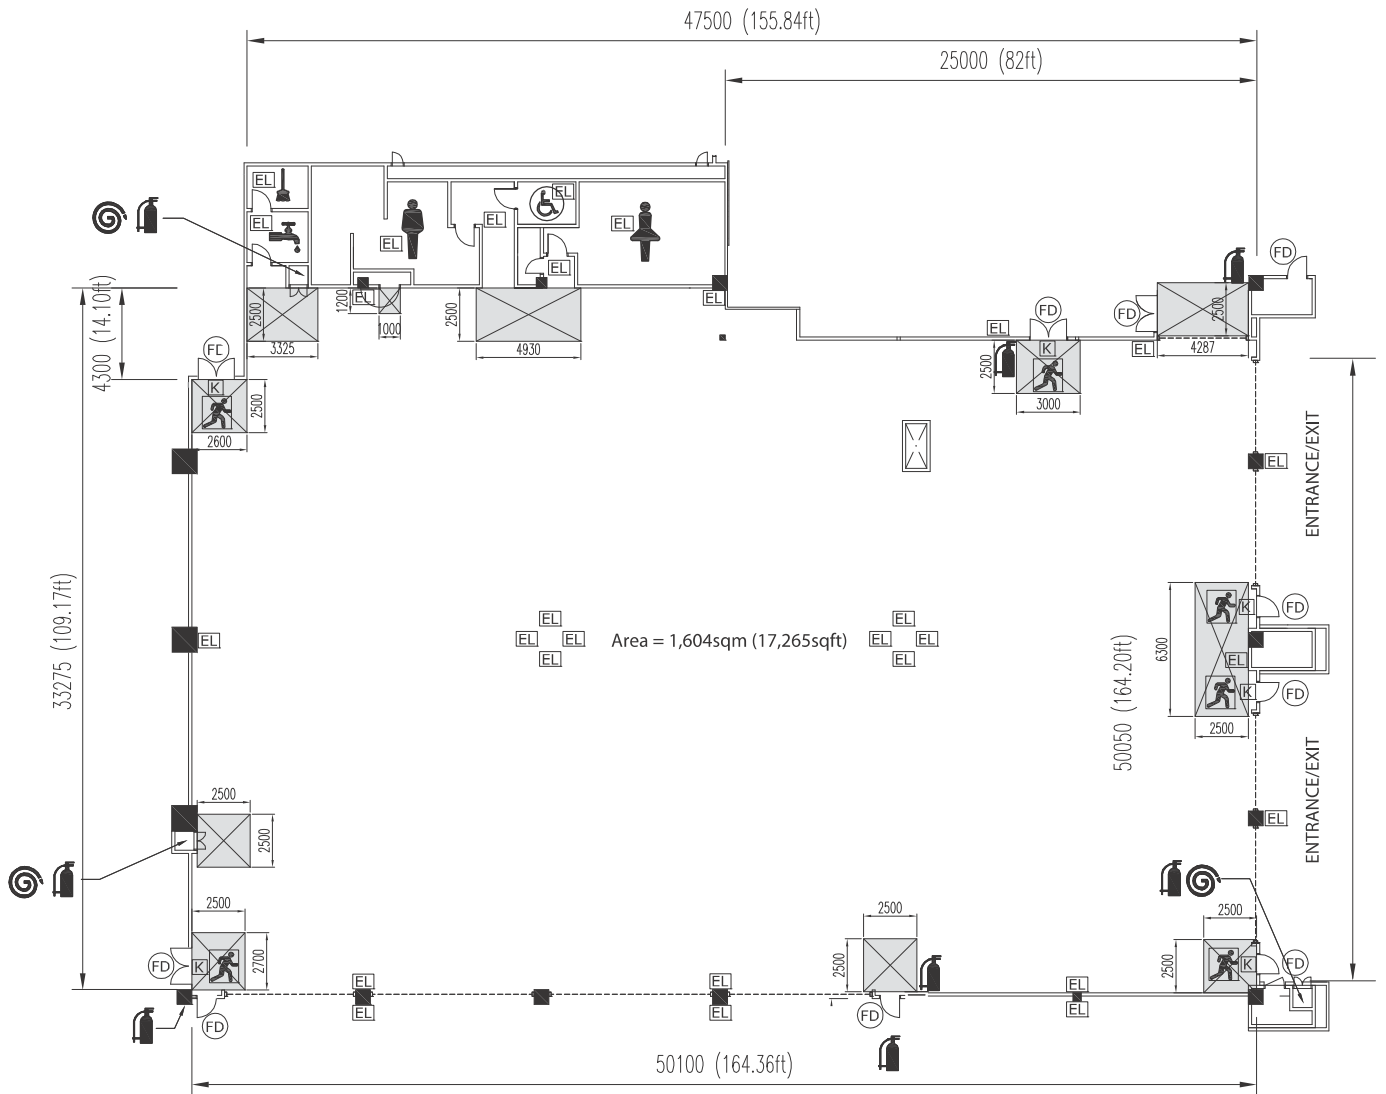 47500 (155.84ft)
25000 (82ft)
EL
EL
EL
EL
EL
EL
EL
FD
EL
EL
EL
4300 (14.10ft)
2500
3325
1200
1000
2500
4930
EL
FD
K
2500
3000
FD
EL
2500
4287
FE
K
2500
2600
EL
ENTRANCE/EXIT
33275 (109.17ft)
EL
EL
EL
EL
EL
Area = 1,604sqm (17,265sqft)
EL
EL
EL
EL
6300
K
FD
EL
K
FD
2500
50050 (164.20ft)
ENTRANCE/EXIT
EL
2500
2500
2500
2700
K
FD
FD
EL
EL
EL
EL
2500
2500
FD
EL
EL
2500
2500
K
FD
50100 (164.36ft)